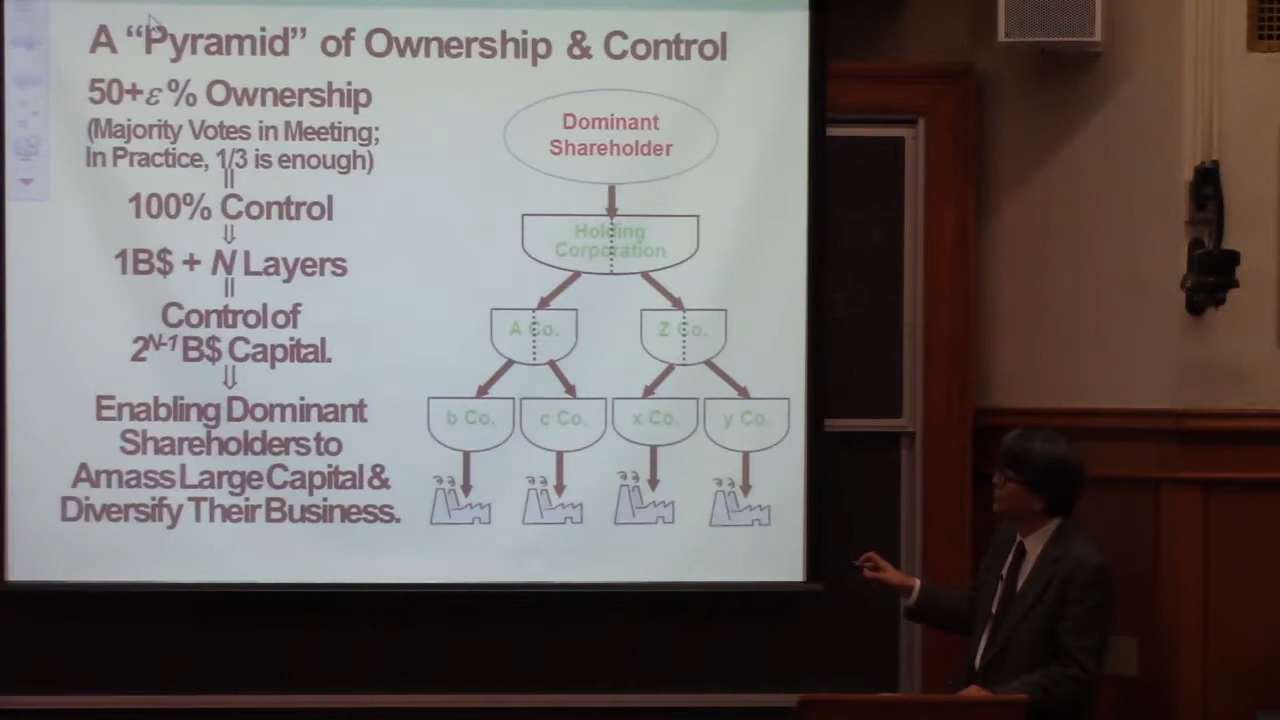 A “Pyramid” of Ownership & Control
50+ε% Ownership
(Majority Votes in Meeting;
In Practice, 1/3 is enough)
||
100% Control
⇓
1B$ + N Layers
||
Control of
2^N-1 B$ Capital.
⇓
Enabling Dominant
Shareholders to
Amass Large Capital &
Diversify Their Business.
Dominant
Shareholder
Holding
Corporation
A Co.
Z Co.
b Co.
c Co.
x Co.
y Co.